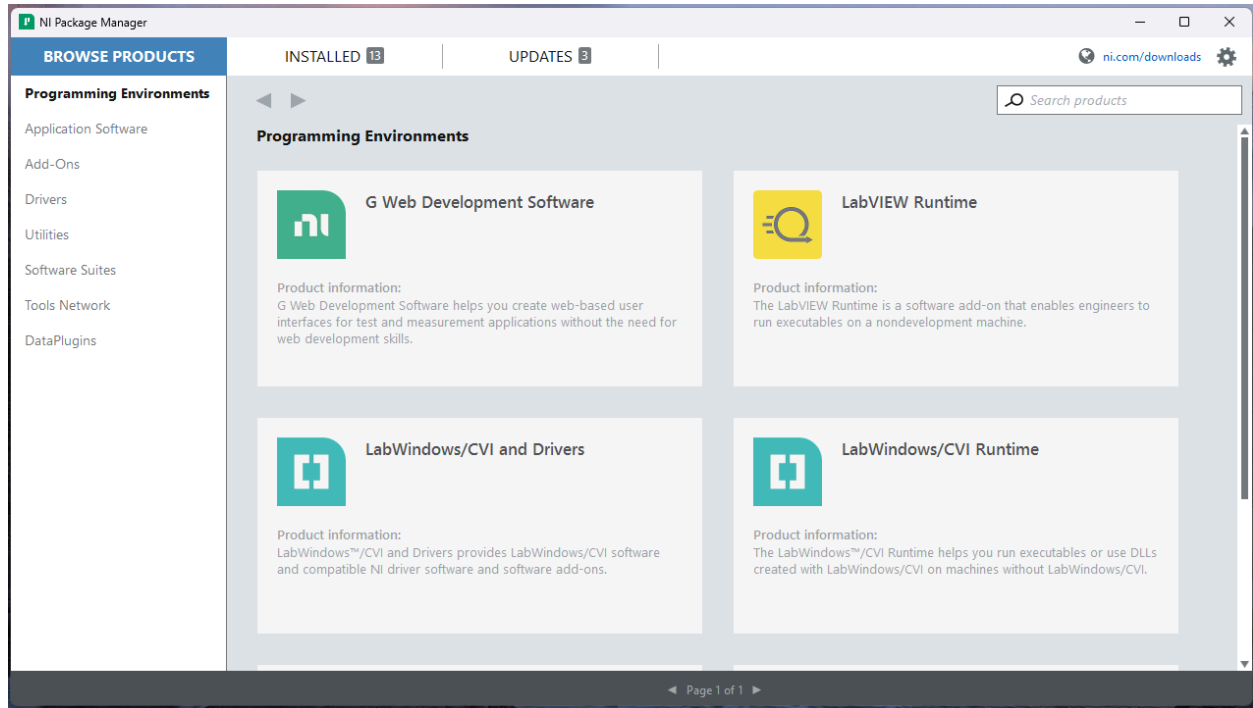 NI Package Manager
BROWSE PRODUCTS
INSTALLED 13
UPDATES 3
ni.com/downloads
Programming Environments
Application Software
Add-Ons
Drivers
Utilities
Software Suites
Tools Network
DataPlugins
Search products
Programming Environments
G Web Development Software
Product information:
G Web Development Software helps you create web-based user
interfaces for test and measurement applications without the need for
web development skills.
LabVIEW Runtime
Product information:
The LabVIEW Runtime is a software add-on that enables engineers to
run executables on a nondevelopment machine.
LabWindows/CVI and Drivers
Product information:
LabWindows™/CVI and Drivers provides LabWindows/CVI software
and compatible NI driver software and software add-ons.
LabWindows/CVI Runtime
Product information:
The LabWindows™/CVI Runtime helps you run executables or use DLLs
created with LabWindows/CVI on machines without LabWindows/CVI.
Page 1 of 1